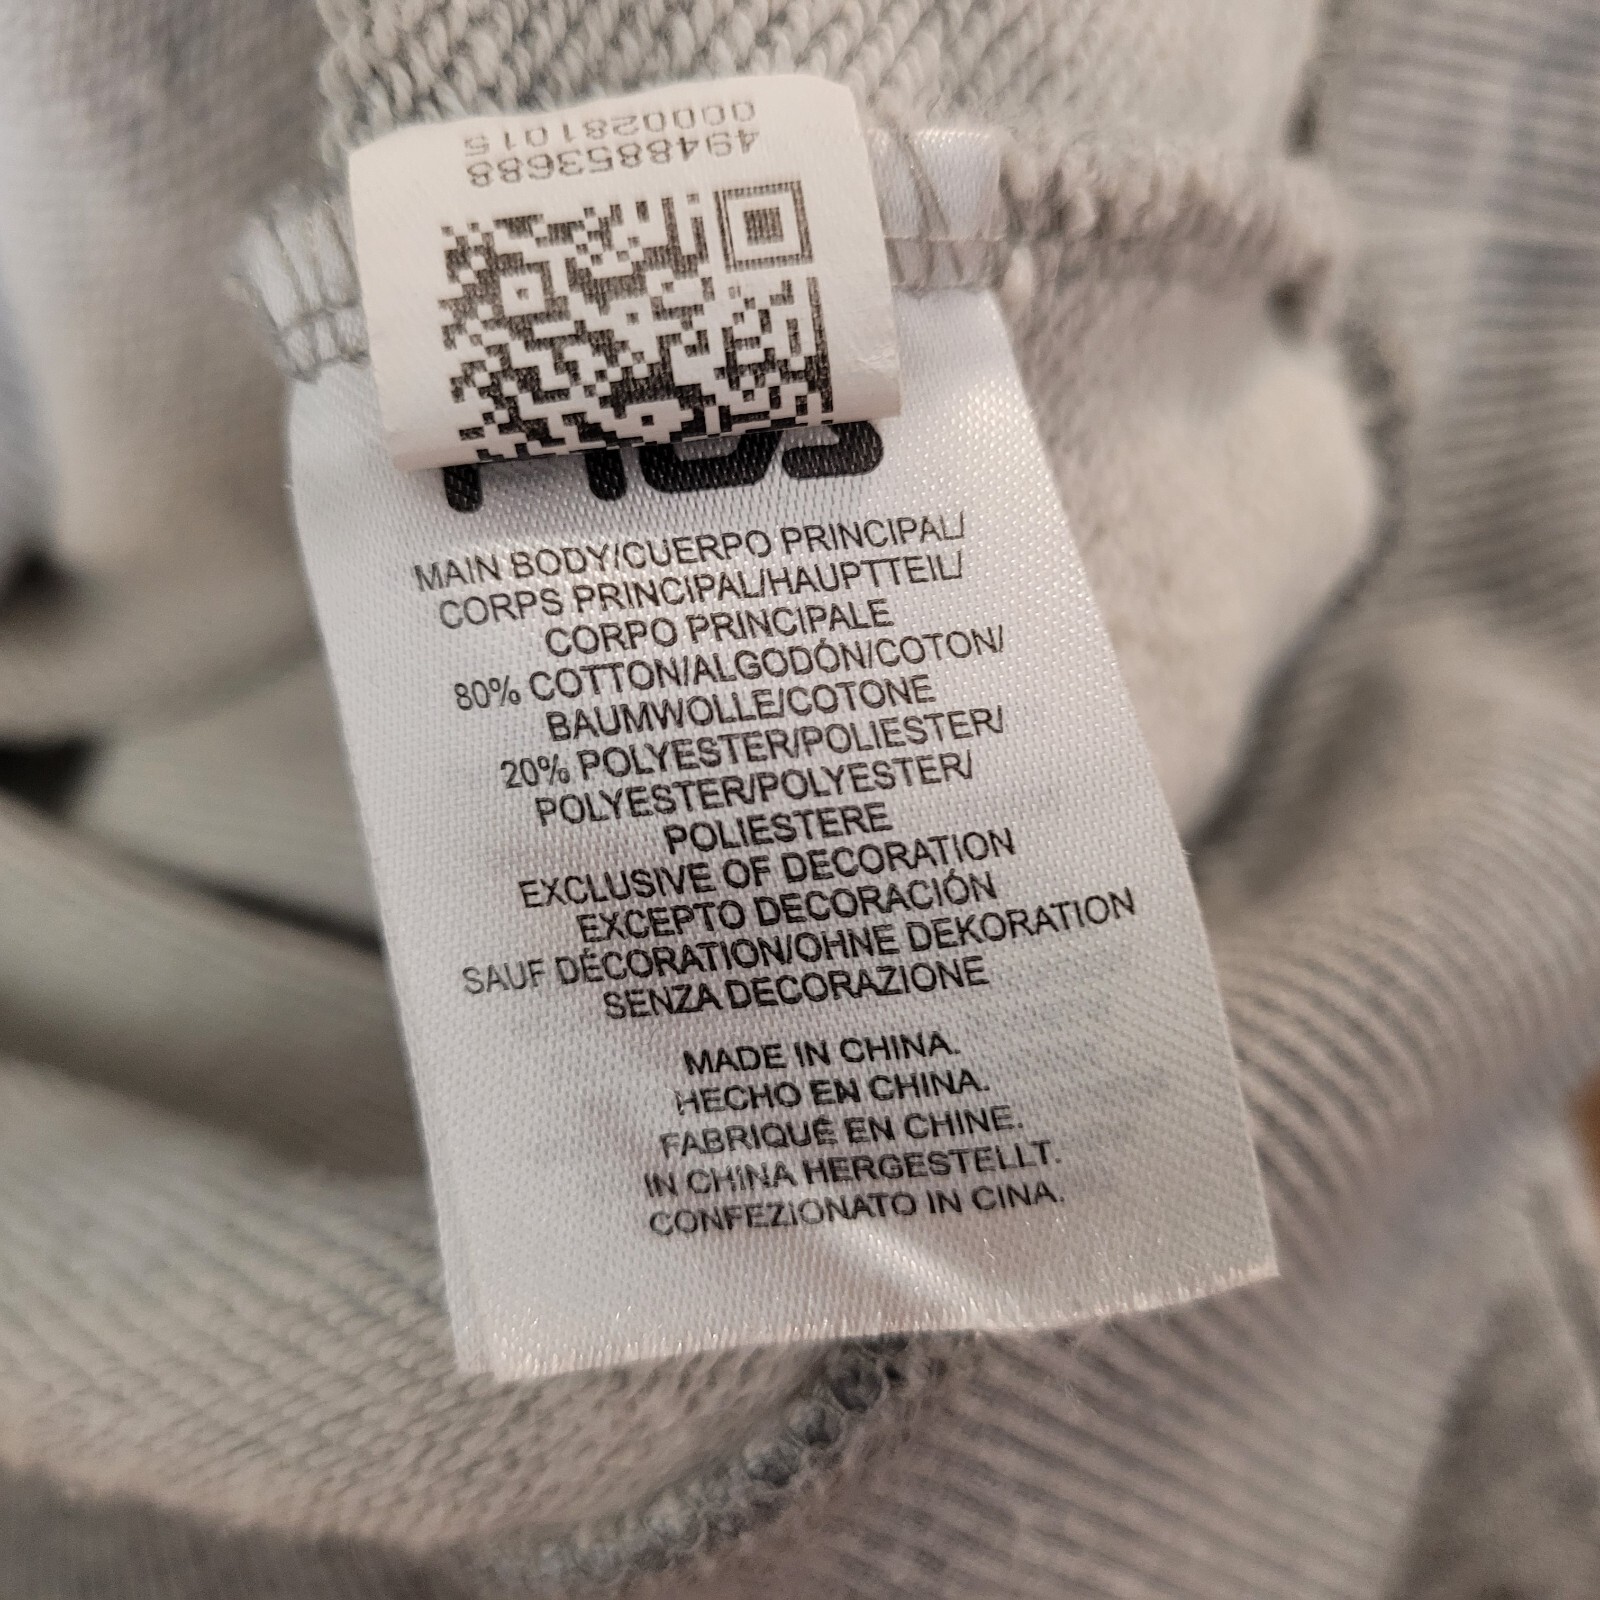 4948853688
0000281015
MAIN BODY/CUERPO PRINCIPAL/
CORPS PRINCIPAL/HAUPTTEIL/
CORPO PRINCIPALE
80% COTTON/ALGODÓN/COTON/
BAUMWOLLE/COTONE
20% POLYESTER/POLIESTER/
POLYESTER/POLYESTER/
POLIESTERE
EXCLUSIVE OF DECORATION
EXCEPTO DECORACIÓN
SAUF DÉCORATION/OHNE DEKORATION
SENZA DECORAZIONE
MADE IN CHINA.
HECHO EN CHINA.
FABRIQUÉ EN CHINE.
IN CHINA HERGESTELLT.
CONFEZIONATO IN CINA.